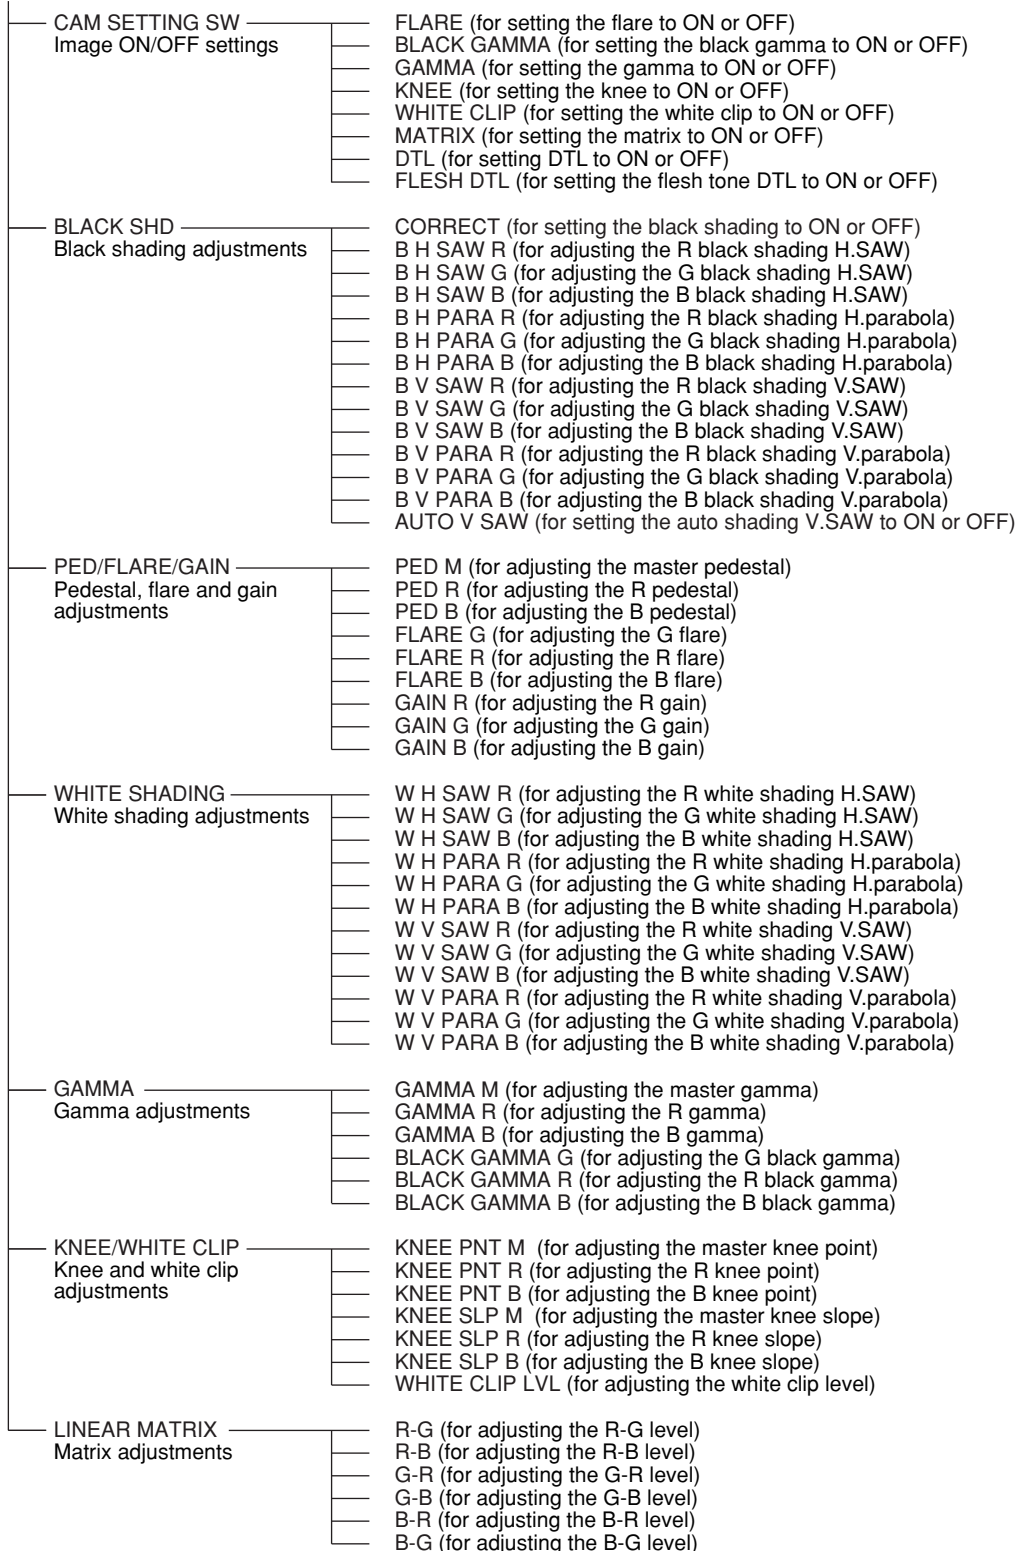 CAM SETTING SW
Image ON/OFF settings
FLARE (for setting the flare to ON or OFF)
BLACK GAMMA (for setting the black gamma to ON or OFF)
GAMMA (for setting the gamma to ON or OFF)
KNEE (for setting the knee to ON or OFF)
WHITE CLIP (for setting the white clip to ON or OFF)
MATRIX (for setting the matrix to ON or OFF)
DTL (for setting DTL to ON or OFF)
FLESH DTL (for setting the flesh tone DTL to ON or OFF)
BLACK SHD
Black shading adjustments
CORRECT (for setting the black shading to ON or OFF)
B H SAW R (for adjusting the R black shading H.SAW)
B H SAW G (for adjusting the G black shading H.SAW)
B H SAW B (for adjusting the B black shading H.SAW)
B H PARA R (for adjusting the R black shading H.parabola)
B H PARA G (for adjusting the G black shading H.parabola)
B H PARA B (for adjusting the B black shading H.parabola)
B V SAW R (for adjusting the R black shading V.SAW)
B V SAW G (for adjusting the G black shading V.SAW)
B V SAW B (for adjusting the B black shading V.SAW)
B V PARA R (for adjusting the R black shading V.parabola)
B V PARA G (for adjusting the G black shading V.parabola)
B V PARA B (for adjusting the B black shading V.parabola)
AUTO V SAW (for setting the auto shading V.SAW to ON or OFF)
PED/FLARE/GAIN
Pedestal, flare and gain
adjustments
PED M (for adjusting the master pedestal)
PED R (for adjusting the R pedestal)
PED B (for adjusting the B pedestal)
FLARE G (for adjusting the G flare)
FLARE R (for adjusting the R flare)
FLARE B (for adjusting the B flare)
GAIN R (for adjusting the R gain)
GAIN G (for adjusting the G gain)
GAIN B (for adjusting the B gain)
WHITE SHADING
White shading adjustments
W H SAW R (for adjusting the R white shading H.SAW)
W H SAW G (for adjusting the G white shading H.SAW)
W H SAW B (for adjusting the B white shading H.SAW)
W H PARA R (for adjusting the R white shading H.parabola)
W H PARA G (for adjusting the G white shading H.parabola)
W H PARA B (for adjusting the B white shading H.parabola)
W V SAW R (for adjusting the R white shading V.SAW)
W V SAW G (for adjusting the G white shading V.SAW)
W V SAW B (for adjusting the B white shading V.SAW)
W V PARA R (for adjusting the R white shading V.parabola)
W V PARA G (for adjusting the G white shading V.parabola)
W V PARA B (for adjusting the B white shading V.parabola)
GAMMA
Gamma adjustments
GAMMA M (for adjusting the master gamma)
GAMMA R (for adjusting the R gamma)
GAMMA B (for adjusting the B gamma)
BLACK GAMMA G (for adjusting the G black gamma)
BLACK GAMMA R (for adjusting the R black gamma)
BLACK GAMMA B (for adjusting the B black gamma)
KNEE/WHITE CLIP
Knee and white clip
adjustments
KNEE PNT M (for adjusting the master knee point)
KNEE PNT R (for adjusting the R knee point)
KNEE PNT B (for adjusting the B knee point)
KNEE SLP M (for adjusting the master knee slope)
KNEE SLP R (for adjusting the R knee slope)
KNEE SLP B (for adjusting the B knee slope)
WHITE CLIP LVL (for adjusting the white clip level)
LINEAR MATRIX
Matrix adjustments
R-G (for adjusting the R-G level)
R-B (for adjusting the R-B level)
G-R (for adjusting the G-R level)
G-B (for adjusting the G-B level)
B-R (for adjusting the B-R level)
B-G (for adjusting the B-G level)